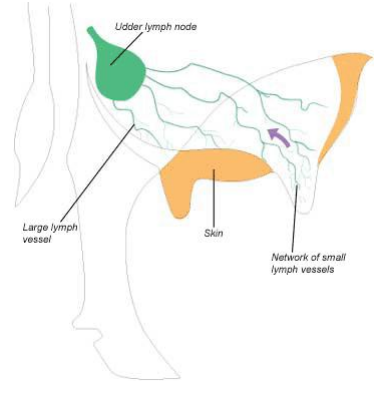 Udder lymph node
Large lymph
vessel
Skin
Network of small
lymph vessels